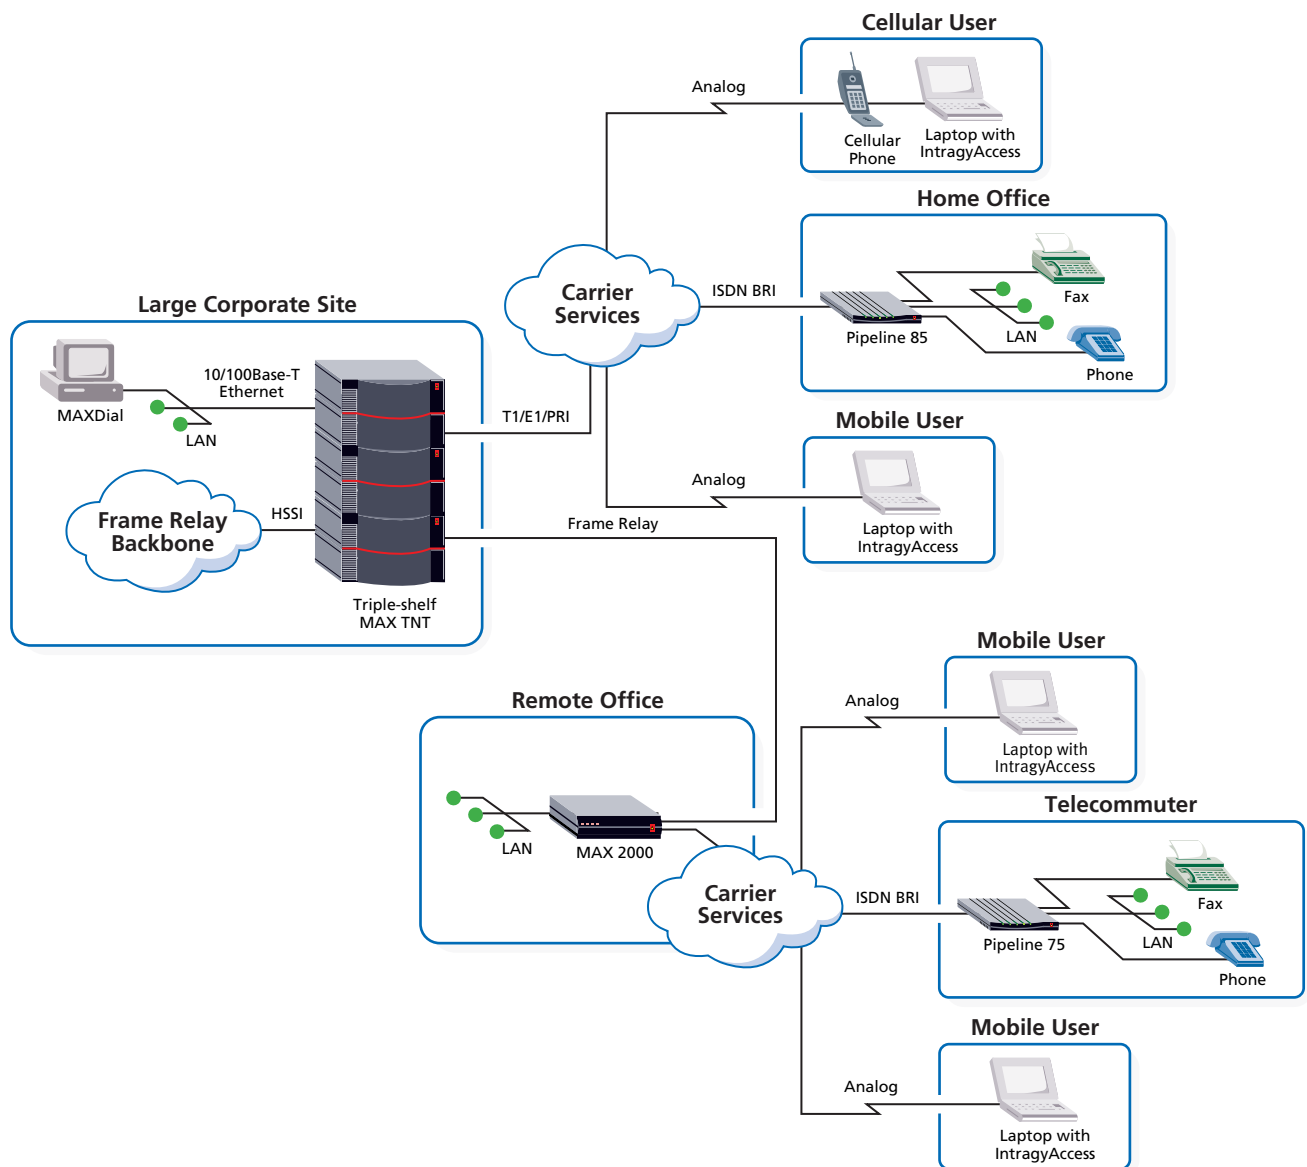 Cellular User
Analog
Cellular
Phone
Laptop with
IntragyAccess
Home Office
Carrier
Services
ISDN BRI
Pipeline 85
Fax
LAN
Phone
Large Corporate Site
MAXDial
10/100Base-T
Ethernet
LAN
T1/E1/PRI
Frame Relay
Backbone
HSSI
Triple-shelf
MAX TNT
Mobile User
Analog
Laptop with
IntragyAccess
Frame Relay
Mobile User
Analog
Laptop with
IntragyAccess
Remote Office
LAN
MAX 2000
Carrier
Services
Telecommuter
ISDN BRI
Pipeline 75
Fax
LAN
Phone
Mobile User
Analog
Laptop with
IntragyAccess